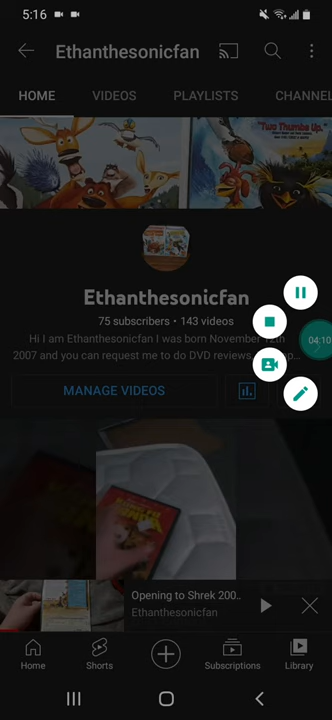 5:16
Ethanthesonicfan
HOME
VIDEOS
PLAYLISTS
CHANNEL
"Two Thumbs Up."
Ethanthesonicfan
75 subscribers • 143 videos
Hi I am Ethanthesonicfan I was born November 12th
2007 and you can request me to do DVD reviews
04:10
MANAGE VIDEOS
Opening to Shrek 200..
Ethanthesonicfan
Home
Shorts
Subscriptions
Library